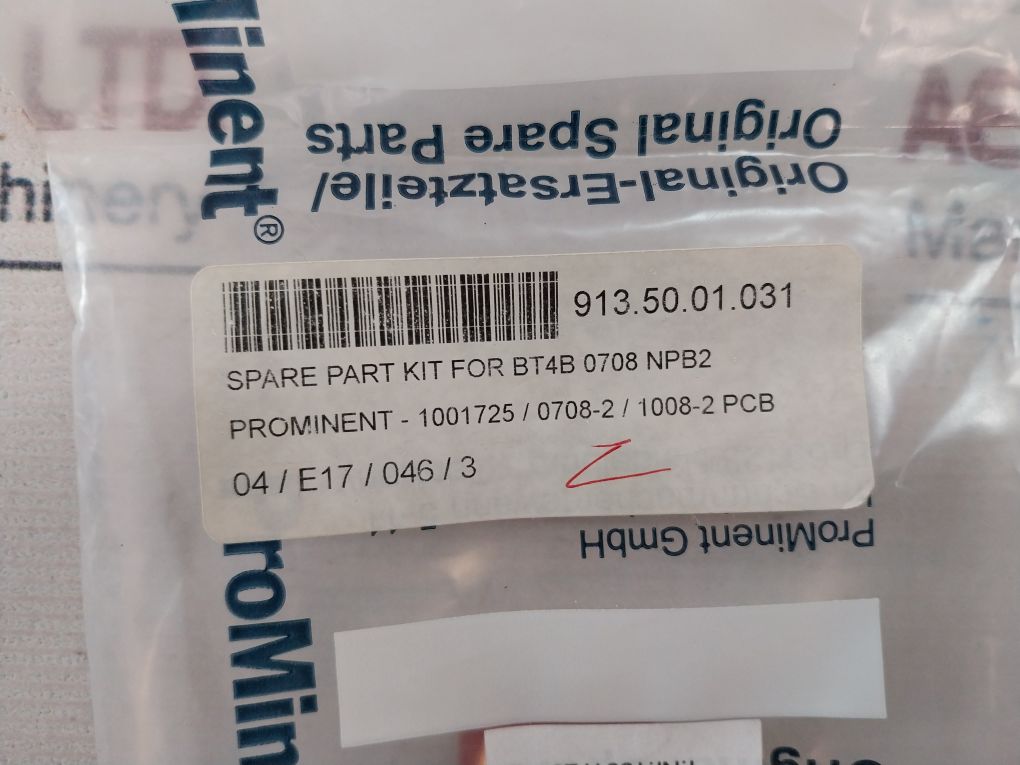 LTD
Original-Ersatzteile/
Original Spare Parts
913.50.01.031
SPARE PART KIT FOR BT4B 0708 NPB2
PROMINENT - 1001725 / 0708-2 / 1008-2 PCB
04 / E17 / 046 / 3
Z
ProMinent GmbH
ProMinent®